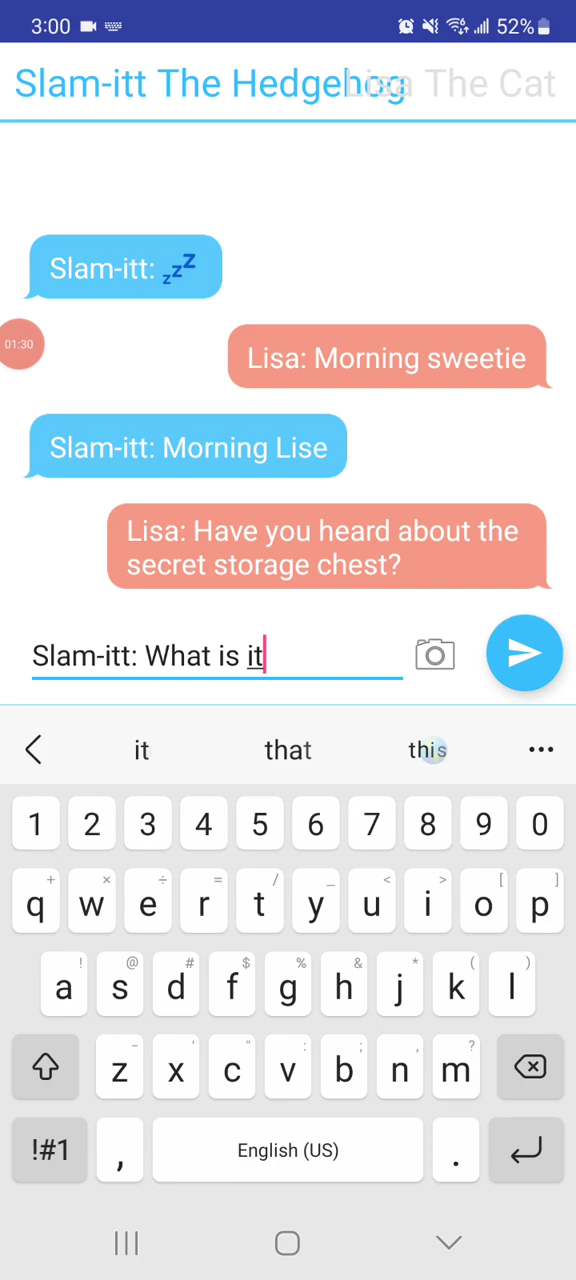 3:00 52%
Slam-itt The Hedgehog Lisa The Cat
Slam-itt: zzz
01:30
Lisa: Morning sweetie
Slam-itt: Morning Lise
Lisa: Have you heard about the
secret storage chest?
Slam-itt: What is it
it that this
1 2 3 4 5 6 7 8 9 0
+ × ÷ = / _ < > [ ]
q w e r t y u i o p
! @ # $ % & * ( )
a s d f g h j k l
- ' " : ; , ?
z x c v b n m
!#1 , English (US) .